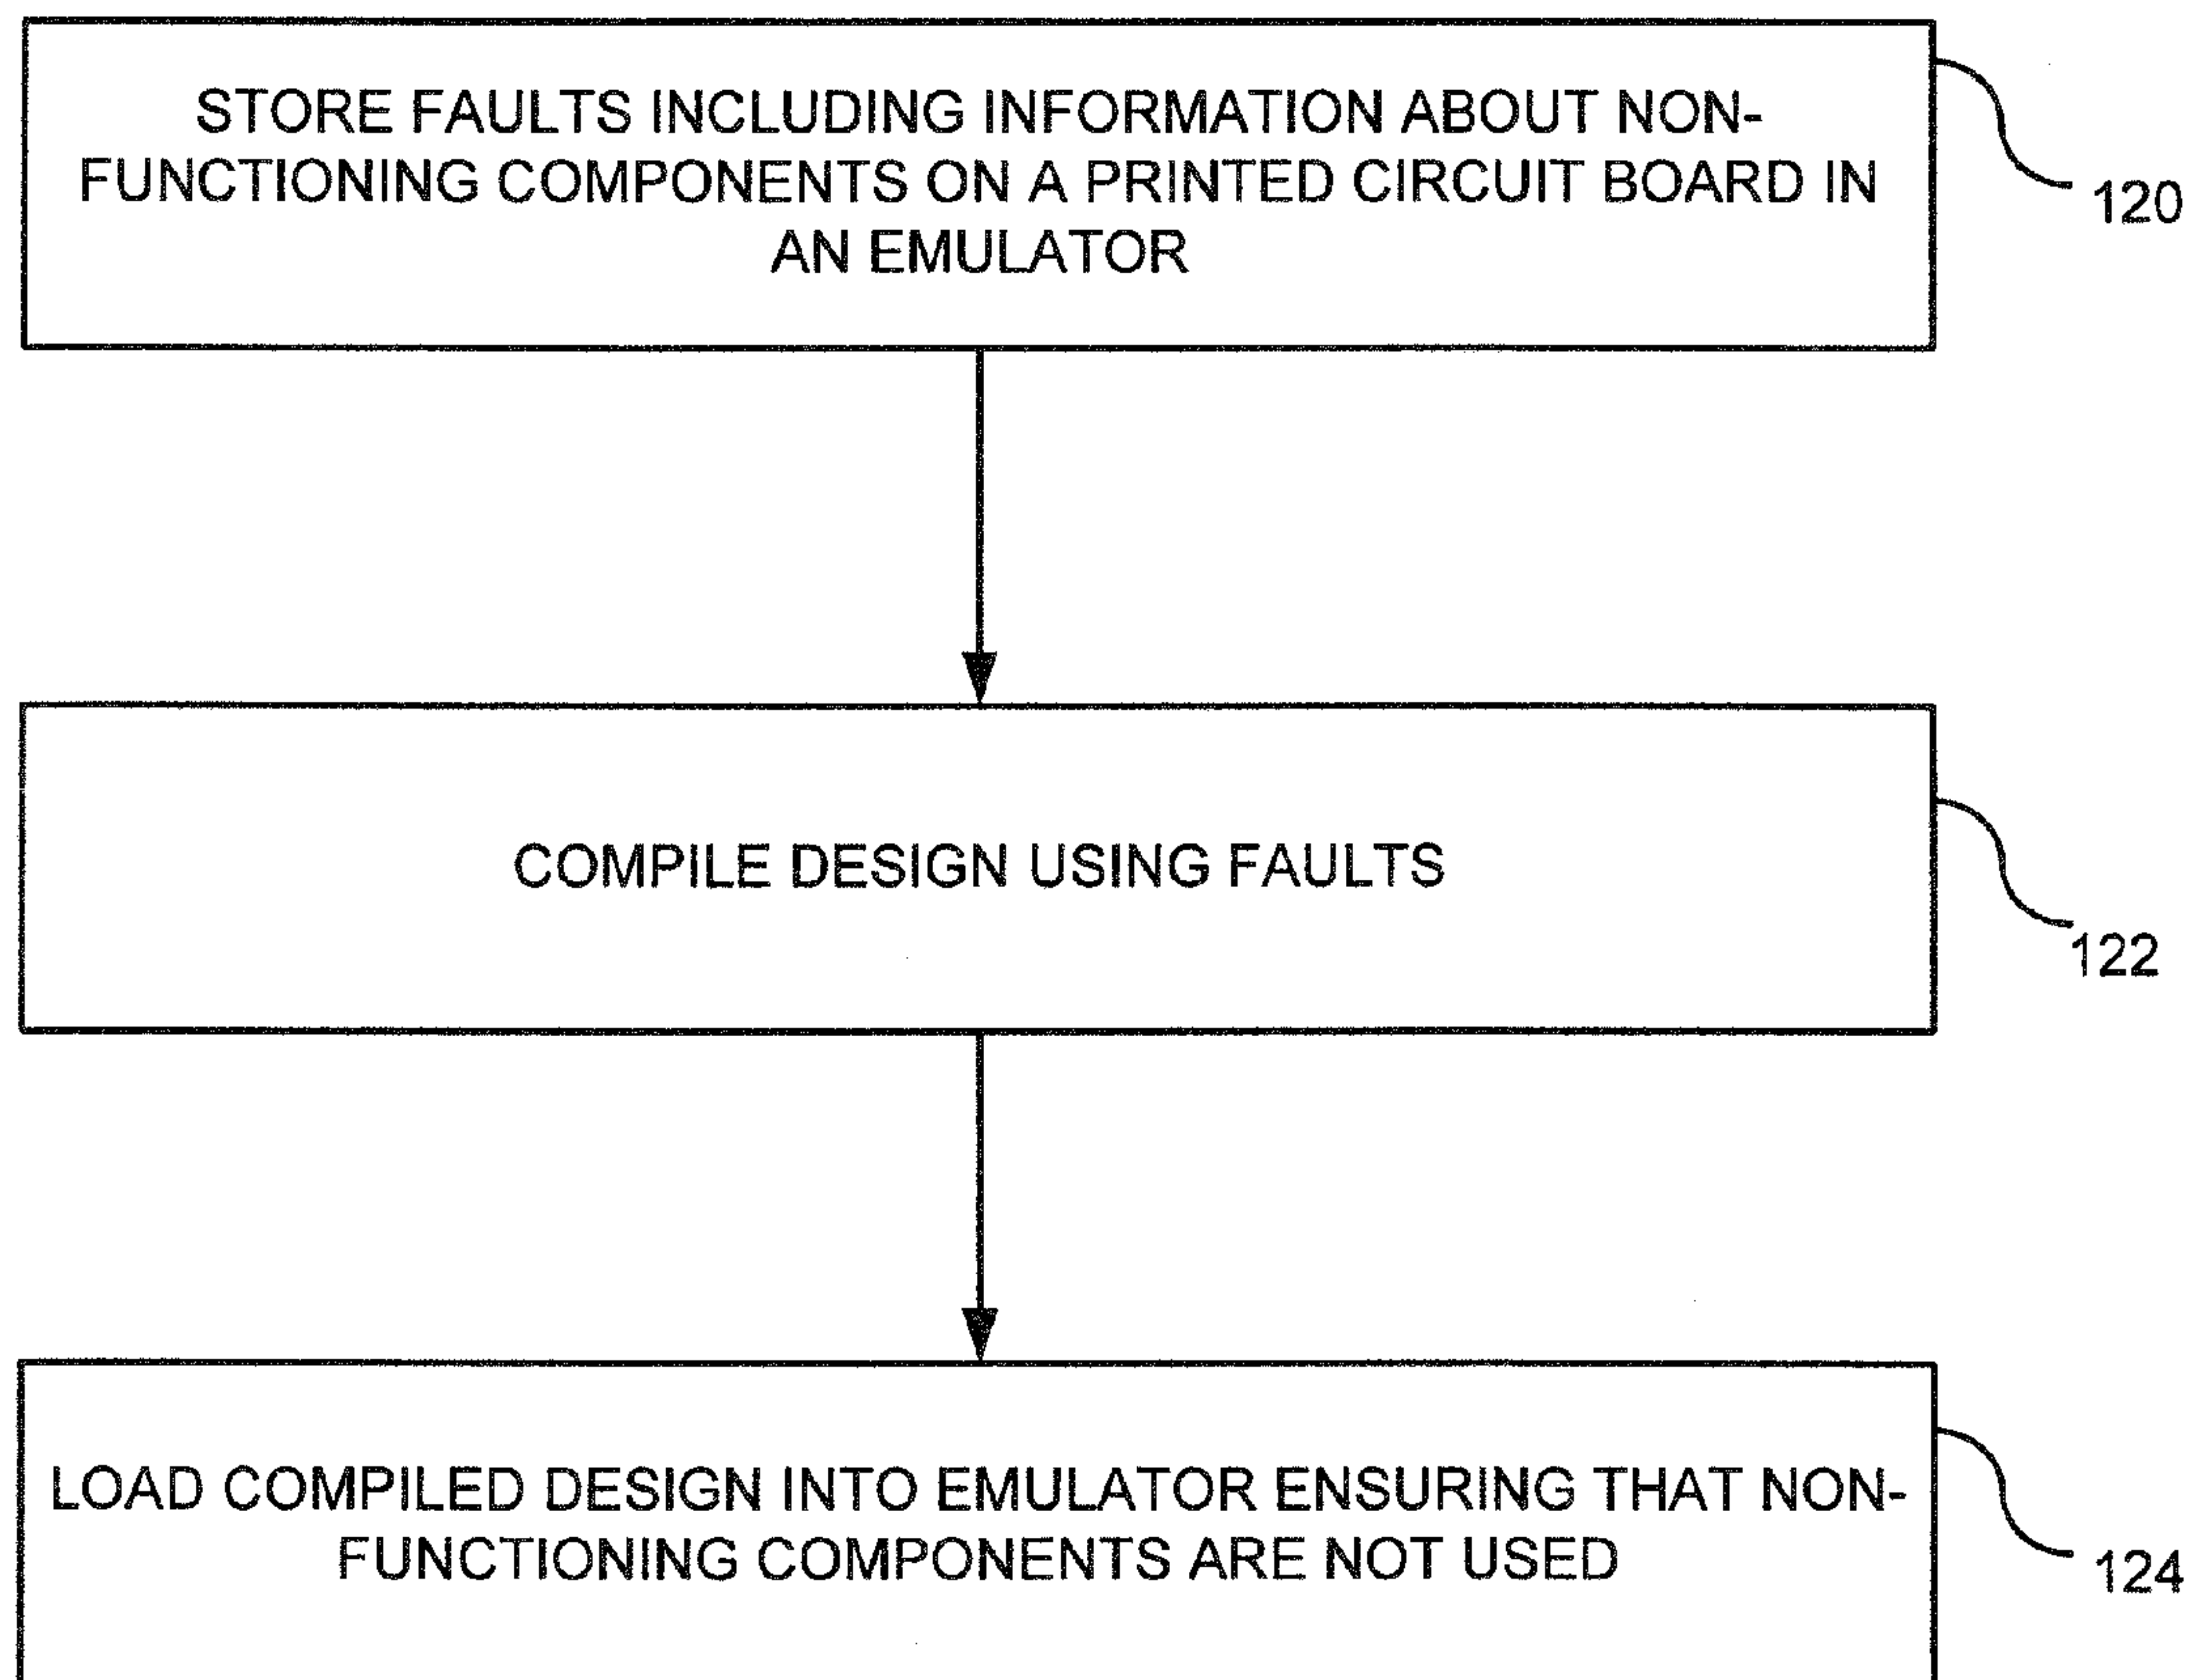 STORE FAULTS INCLUDING INFORMATION ABOUT NON-
FUNCTIONING COMPONENTS ON A PRINTED CIRCUIT BOARD IN
AN EMULATOR
120
COMPILE DESIGN USING FAULTS
122
LOAD COMPILED DESIGN INTO EMULATOR ENSURING THAT NON-
FUNCTIONING COMPONENTS ARE NOT USED
124